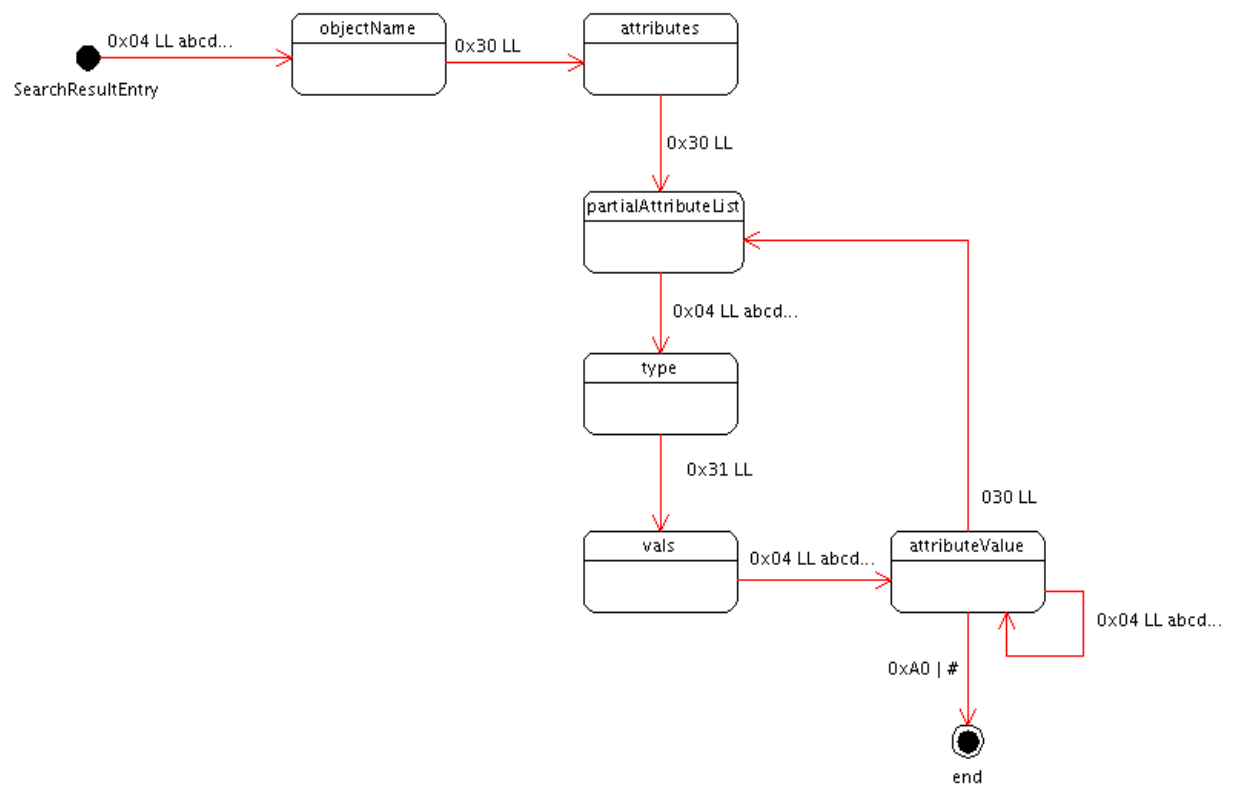 objectName
attributes
0x04 LL abcd...
0x30 LL
SearchResultEntry
0x30 LL
partialAttributeList
0x04 LL abcd...
type
0x31 LL
030 LL
vals
attributeValue
0x04 LL abcd...
0x04 LL abcd...
0xA0 | #
end